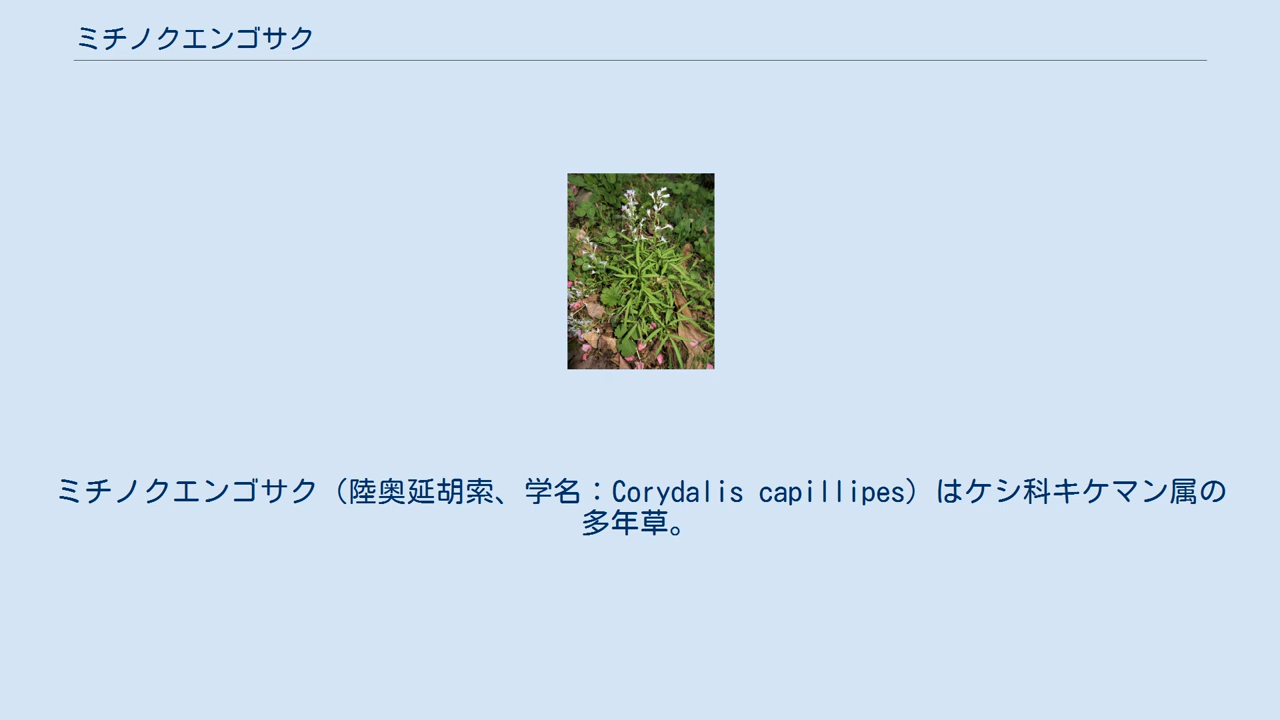 ミチノクエンゴサク
ミチノクエンゴサク（陸奥延胡索、学名：Corydalis capillipes）はケシ科キケマン属の
多年草。